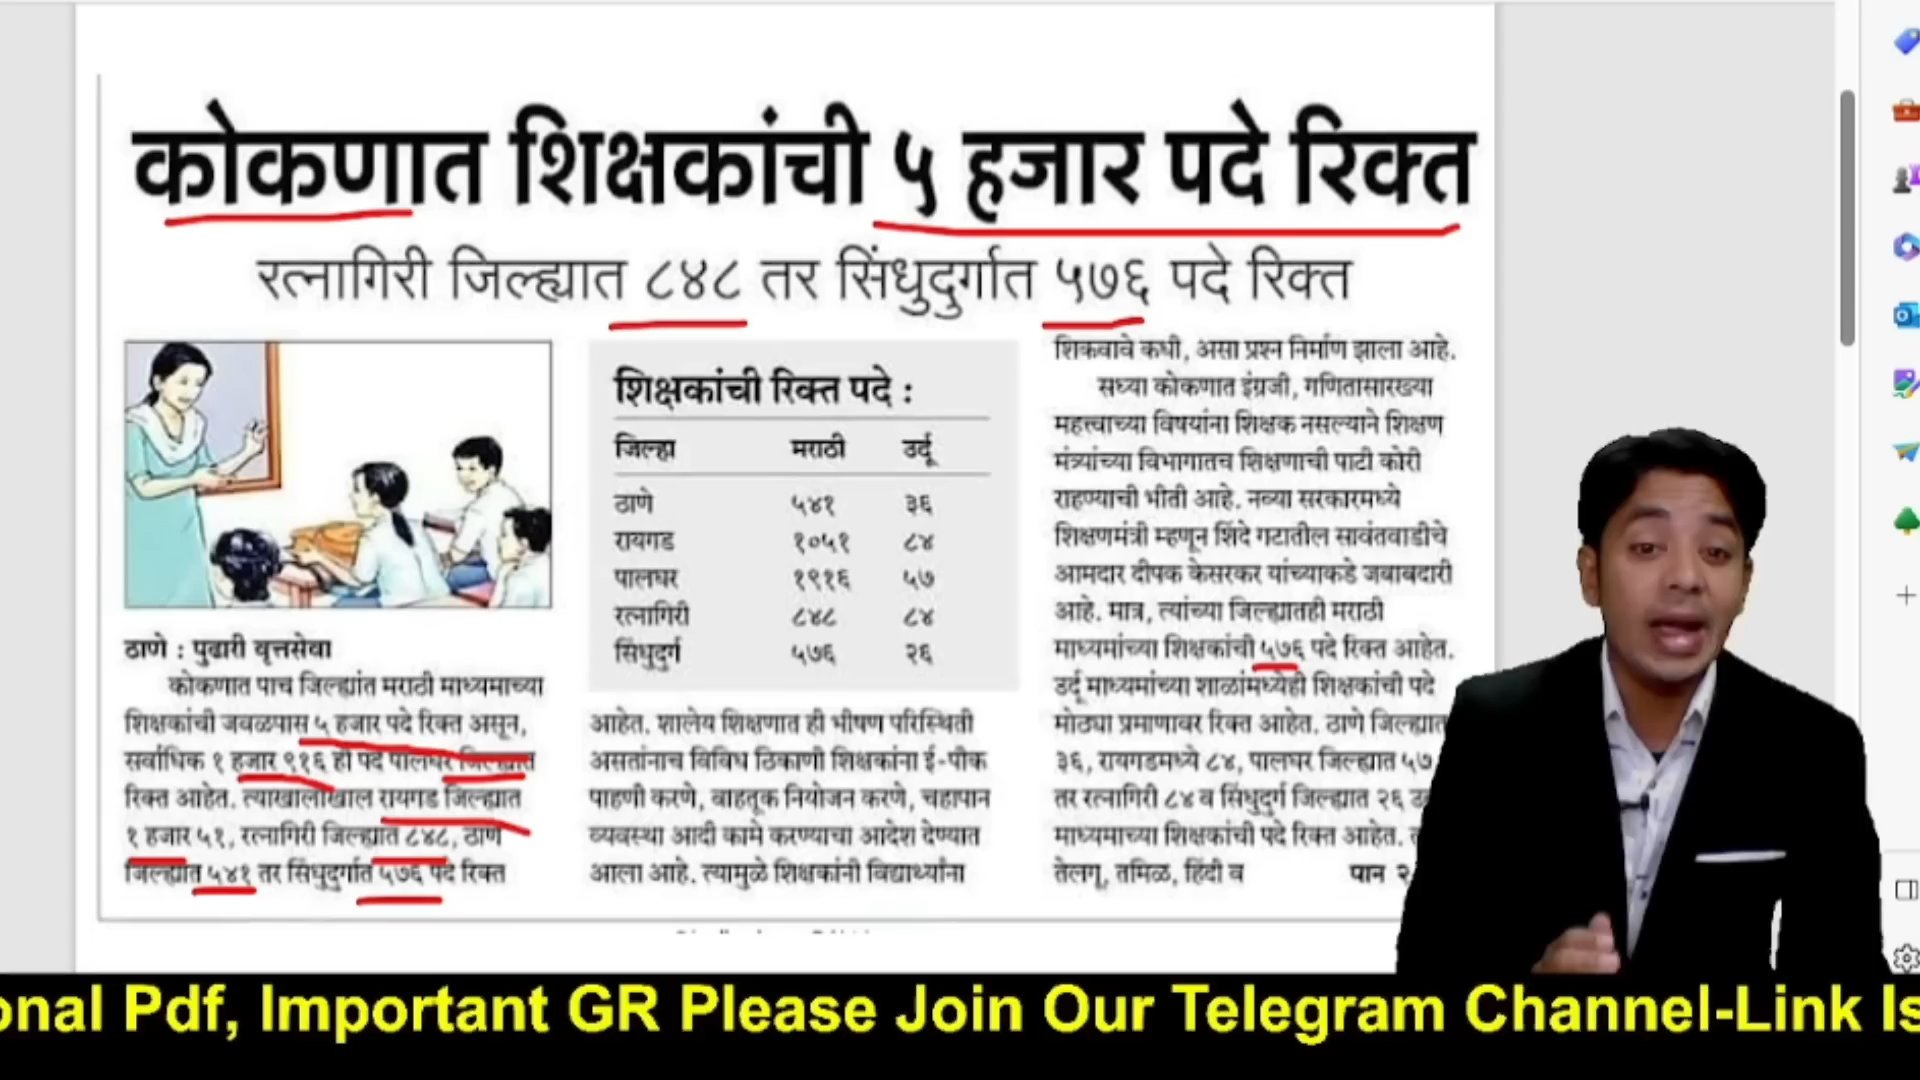 कोकणात शिक्षकांची ५ हजार पदे रिक्त
रत्नागिरी जिल्ह्यात ८४८ तर सिंधुदुर्गात ५७६ पदे रिक्त
ठाणे : पुढारी वृत्तसेवा
कोकणात पाच जिल्ह्यांत मराठी माध्यमाच्या
शिक्षकांची जवळपास ५ हजार पदे रिक्त असून,
सर्वाधिक १ हजार ९१६ ही पदे पालघर जिल्ह्यात
रिक्त आहेत. त्याखालोखाल रायगड जिल्ह्यात
१ हजार ५१, रत्नागिरी जिल्ह्यात ८४८, ठाणे
जिल्ह्यात ५४१ तर सिंधुदुर्गात ५७६ पदे रिक्त
शिक्षकांची रिक्त पदे :
जिल्हा मराठी उर्दू
ठाणे ५४१ ३६
रायगड १०५१ ८४
पालघर १९१६ ५७
रत्नागिरी ८४८ ८४
सिंधुदुर्ग ५७६ २६
आहेत. शालेय शिक्षणात ही भीषण परिस्थिती
असतांनाच विविध ठिकाणी शिक्षकांना ई-पीक
पाहणी करणे, वाहतूक नियोजन करणे, चहापान
व्यवस्था आदी कामे करण्याचा आदेश देण्यात
आला आहे. त्यामुळे शिक्षकांनी विद्यार्थ्यांना
शिकवावे कधी, असा प्रश्न निर्माण झाला आहे.
सध्या कोकणात इंग्रजी, गणितासारख्या
महत्त्वाच्या विषयांना शिक्षक नसल्याने शिक्षण
मंत्र्यांच्या विभागातच शिक्षणाची पाटी कोरी
राहण्याची भीती आहे. नव्या सरकारमध्ये
शिक्षणमंत्री म्हणून शिंदे गटातील सावंतवाडीचे
आमदार दीपक केसरकर यांच्याकडे जबाबदारी
आहे. मात्र, त्यांच्या जिल्ह्यातही मराठी
माध्यमांच्या शिक्षकांची ५७६ पदे रिक्त आहेत.
उर्दू माध्यमांच्या शाळांमध्येही शिक्षकांची पदे
मोठ्या प्रमाणावर रिक्त आहेत. ठाणे जिल्ह्यात
३६, रायगडमध्ये ८४, पालघर जिल्ह्यात ५७
तर रत्नागिरी ८४ व सिंधुदुर्ग जिल्ह्यात २६
माध्यमाच्या शिक्षकांची पदे रिक्त आहेत.
तेलगू, तमिळ, हिंदी व पान २
onal Pdf, Important GR Please Join Our Telegram Channel-Link Is